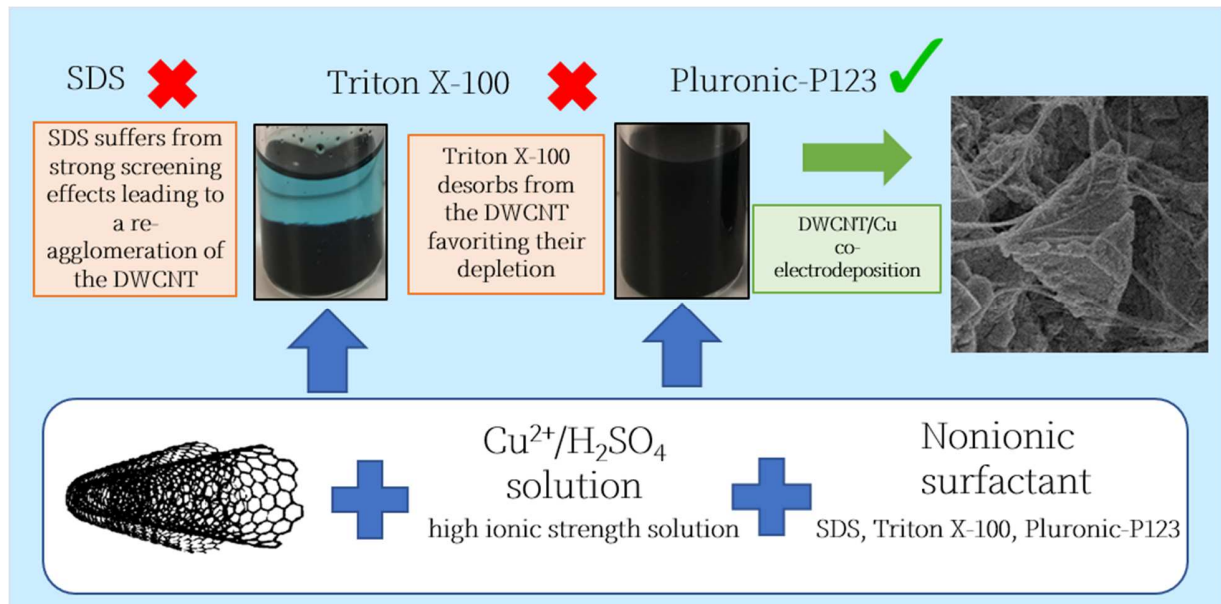 SDS
Triton X-100
Pluronic-P123
SDS suffers from
strong screening
effects leading to
a re-
agglomeration of
the DWCNT
Triton X-100
desorbs from
the DWCNT
favoriting their
depletion
DWCNT/Cu
co-
electrodeposition
Cu²⁺/H₂SO₄
solution
high ionic strength solution
Nonionic
surfactant
SDS, Triton X-100, Pluronic-P123